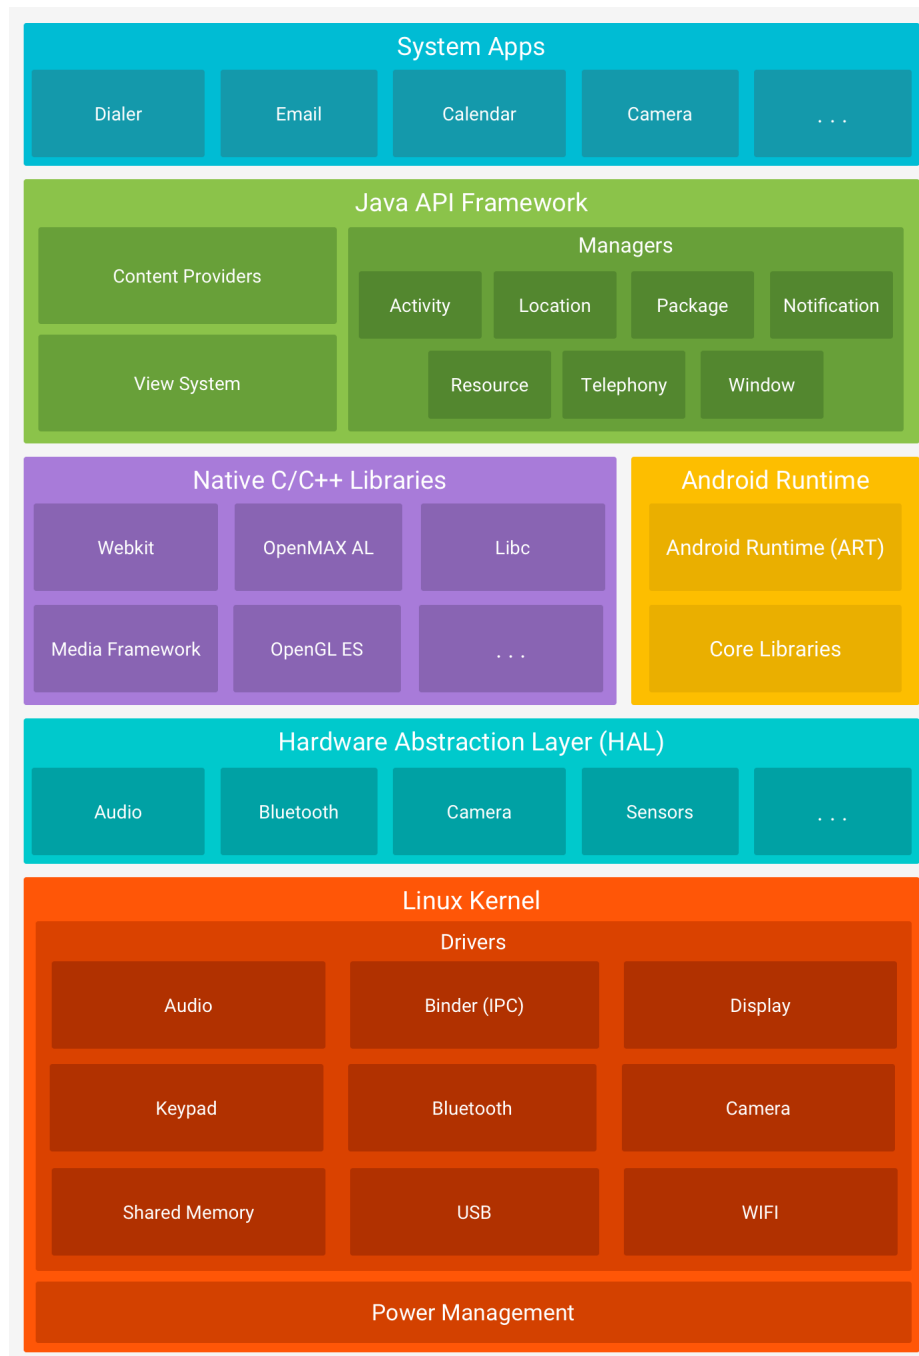 System Apps
Dialer
Email
Calendar
Camera
. . .
Java API Framework
Content Providers
View System
Managers
Activity
Location
Package
Notification
Resource
Telephony
Window
Native C/C++ Libraries
Webkit
OpenMAX AL
Libc
Media Framework
OpenGL ES
. . .
Android Runtime
Android Runtime (ART)
Core Libraries
Hardware Abstraction Layer (HAL)
Audio
Bluetooth
Camera
Sensors
. . .
Linux Kernel
Drivers
Audio
Binder (IPC)
Display
Keypad
Bluetooth
Camera
Shared Memory
USB
WIFI
Power Management